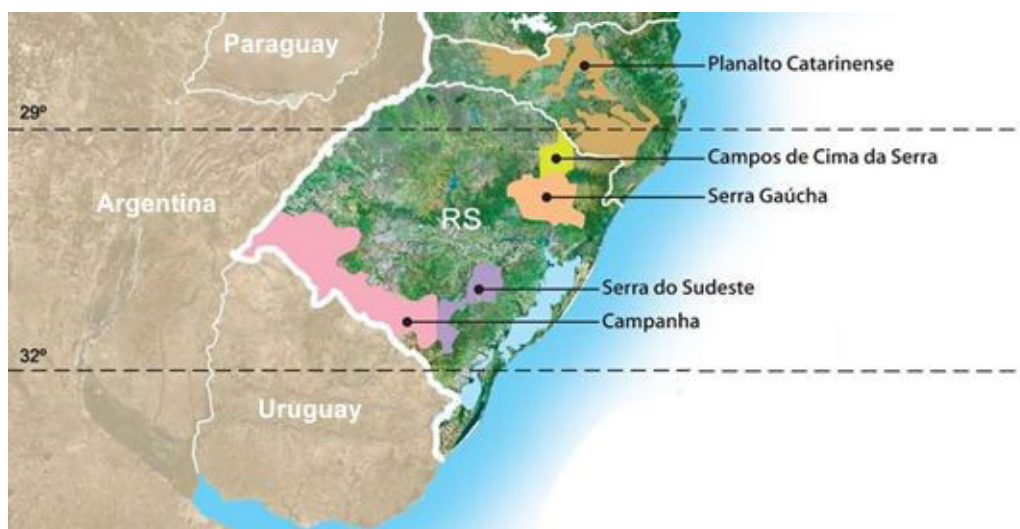 Paraguay
Planalto Catarinense
29º
Campos de Cima da Serra
Argentina
Serra Gaúcha
RS
Serra do Sudeste
Campanha
32º
Uruguay